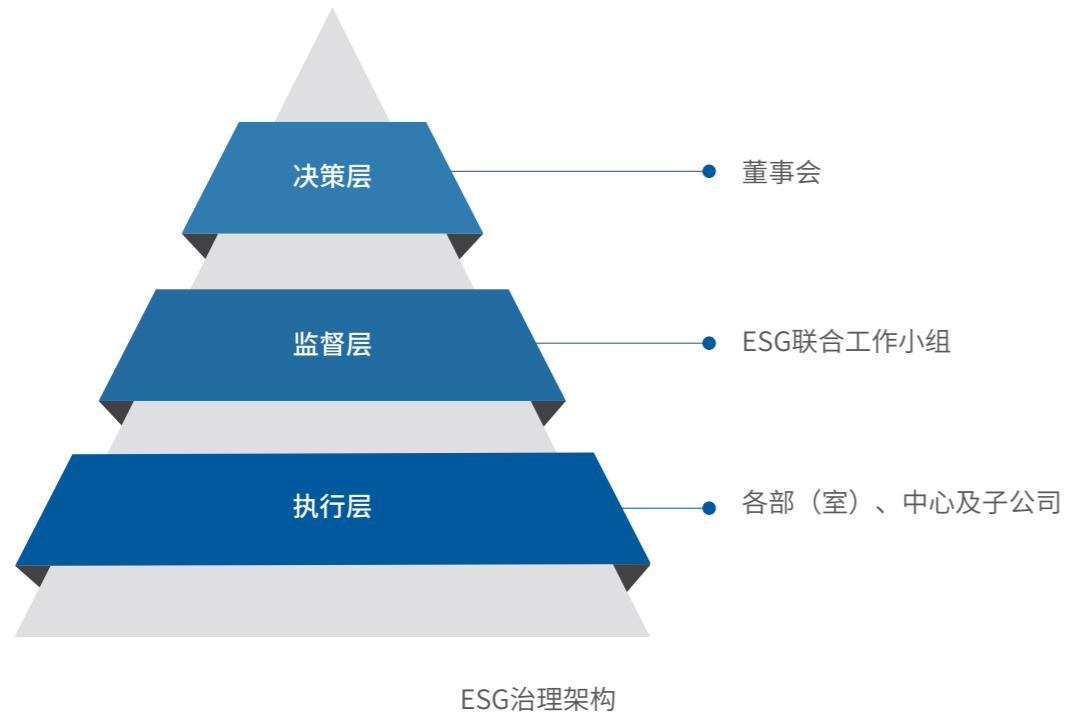 决策层
董事会
监督层
ESG联合工作小组
执行层
各部（室）、中心及子公司
ESG治理架构